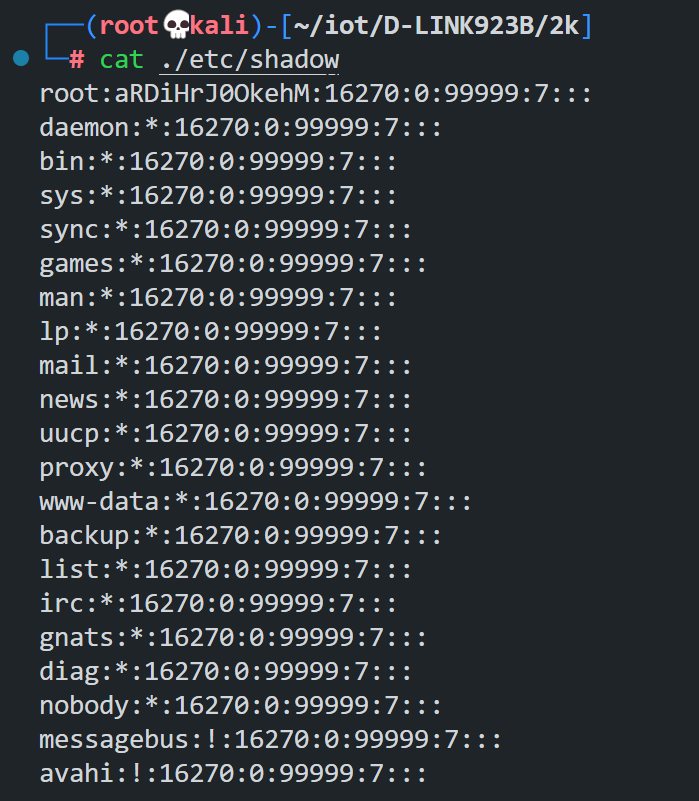 ┌──(root💀kali)-[~/iot/D-LINK923B/2k]
└─# cat ./etc/shadow
root:aRDiHrJ0OkehM:16270:0:99999:7:::
daemon:*:16270:0:99999:7:::
bin:*:16270:0:99999:7:::
sys:*:16270:0:99999:7:::
sync:*:16270:0:99999:7:::
games:*:16270:0:99999:7:::
man:*:16270:0:99999:7:::
lp:*:16270:0:99999:7:::
mail:*:16270:0:99999:7:::
news:*:16270:0:99999:7:::
uucp:*:16270:0:99999:7:::
proxy:*:16270:0:99999:7:::
www-data:*:16270:0:99999:7:::
backup:*:16270:0:99999:7:::
list:*:16270:0:99999:7:::
irc:*:16270:0:99999:7:::
gnats:*:16270:0:99999:7:::
diag:*:16270:0:99999:7:::
nobody:*:16270:0:99999:7:::
messagebus:!:16270:0:99999:7:::
avahi:!:16270:0:99999:7:::